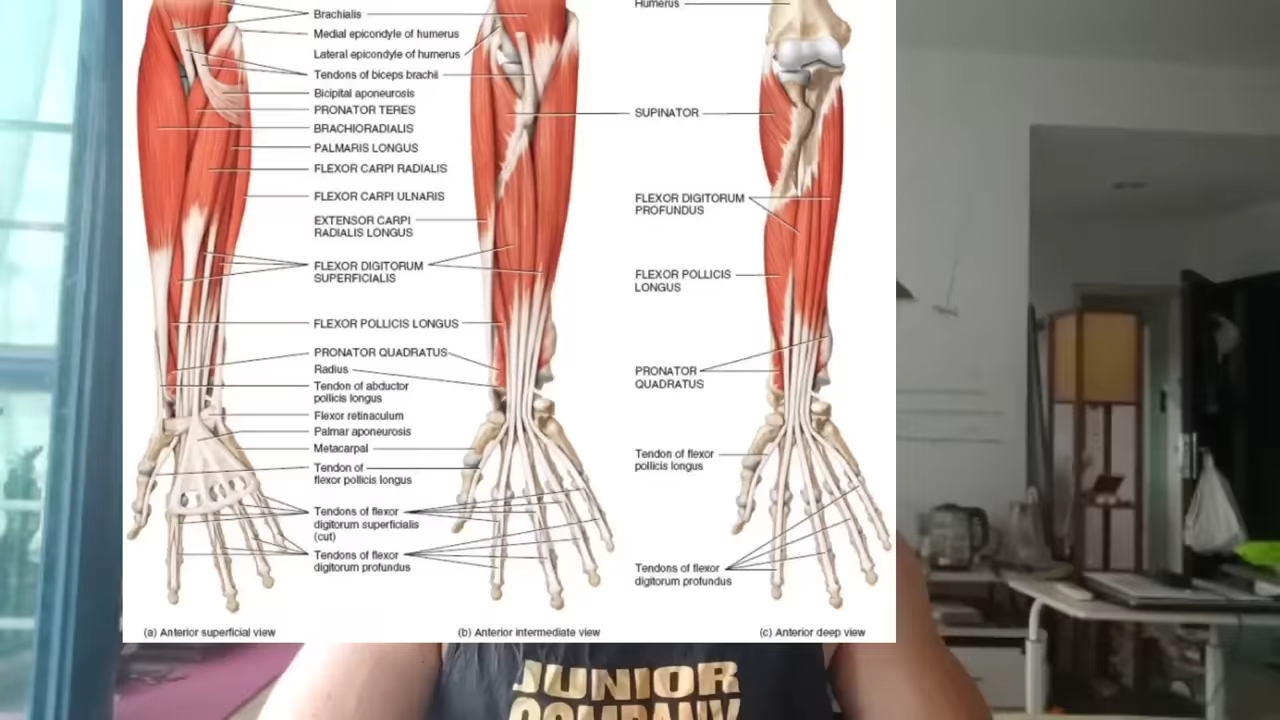 Brachialis
Medial epicondyle of humerus
Lateral epicondyle of humerus
Tendons of biceps brachii
Bicipital aponeurosis
PRONATOR TERES
BRACHIORADIALIS
PALMARIS LONGUS
FLEXOR CARPI RADIALIS
FLEXOR CARPI ULNARIS
EXTENSOR CARPI
RADIALIS LONGUS
FLEXOR DIGITORUM
SUPERFICIALIS
FLEXOR POLLICIS LONGUS
PRONATOR QUADRATUS
Radius
Tendon of abductor
pollicis longus
Flexor retinaculum
Palmar aponeurosis
Metacarpal
Tendon of
flexor pollicis longus
Tendons of flexor
digitorum superficialis
(cut)
Tendons of flexor
digitorum profundus
Humerus
SUPINATOR
FLEXOR DIGITORUM
PROFUNDUS
FLEXOR POLLICIS
LONGUS
PRONATOR
QUADRATUS
Tendon of flexor
pollicis longus
Tendons of flexor
digitorum profundus
(a) Anterior superficial view
(b) Anterior intermediate view
(c) Anterior deep view
JUNIOR
COMPANY